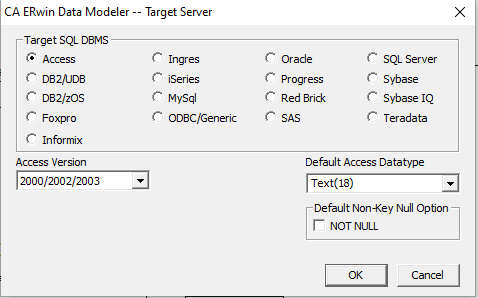 CA ERwin Data Modeler -- Target Server
Target SQL DBMS
Access Ingres Oracle SQL Server
DB2/UDB iSeries Progress Sybase
DB2/zOS MySql Red Brick Sybase IQ
Foxpro ODBC/Generic SAS Teradata
Informix
Access Version Default Access Datatype
2000/2002/2003 Text(18)
Default Non-Key Null Option
NOT NULL
OK Cancel